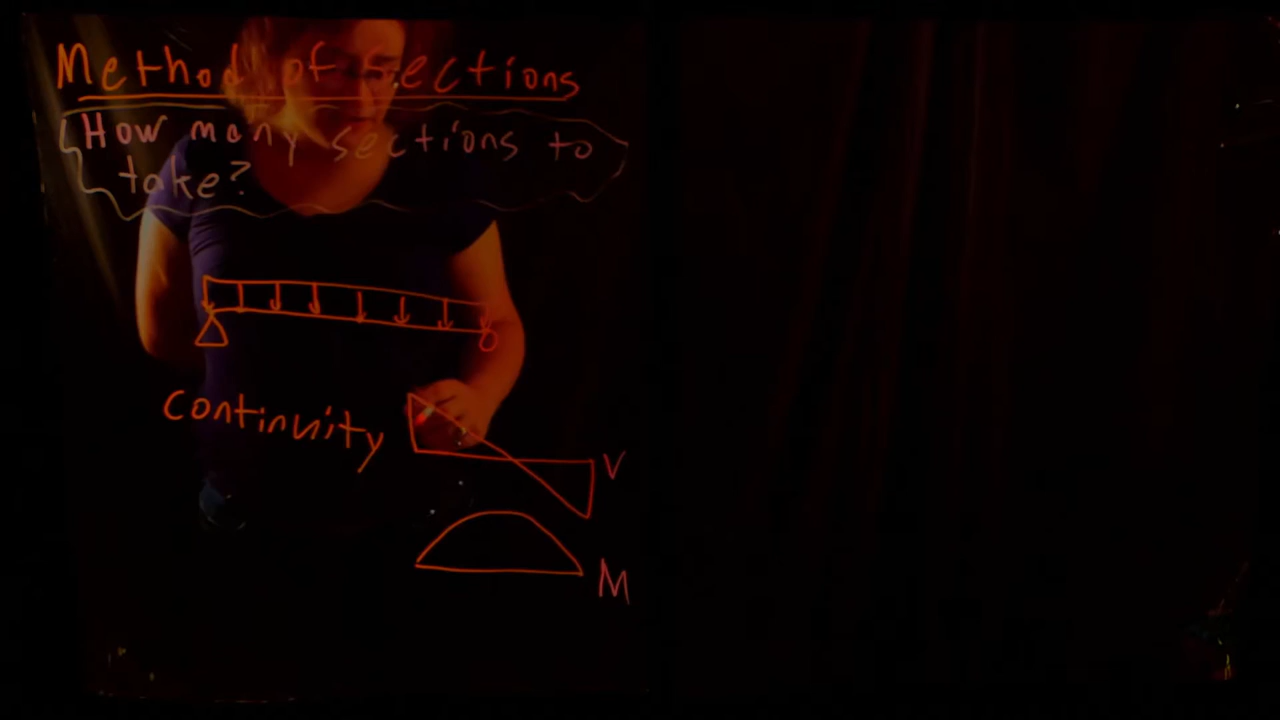 Method of Sections
How many sections to
take?
Continuity
V
M